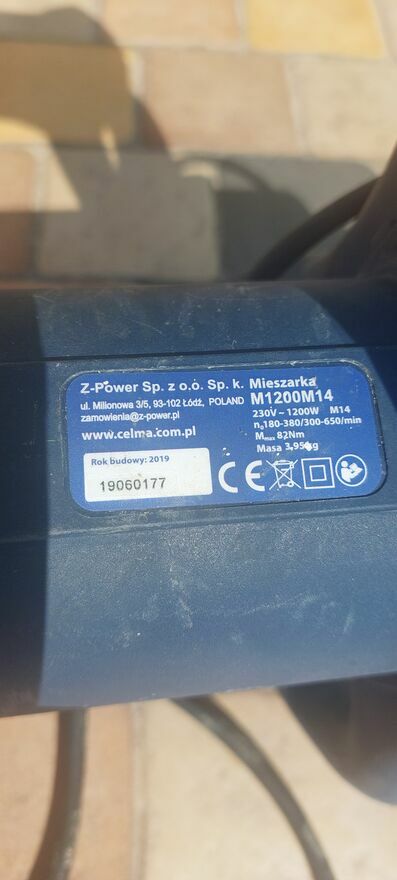 Z-Power Sp. z o.o. Sp. k. Mieszarka
ul. Milionowa 3/5, 93-102 Łódź, POLAND M1200M14
zamowienia@z-power.pl 230V~ 1200W M14
www.celma.com.pl n₀180-380/300-650/min
Mmax 82Nm
Masa 3,95kg
Rok budowy: 2019
19060177
CE